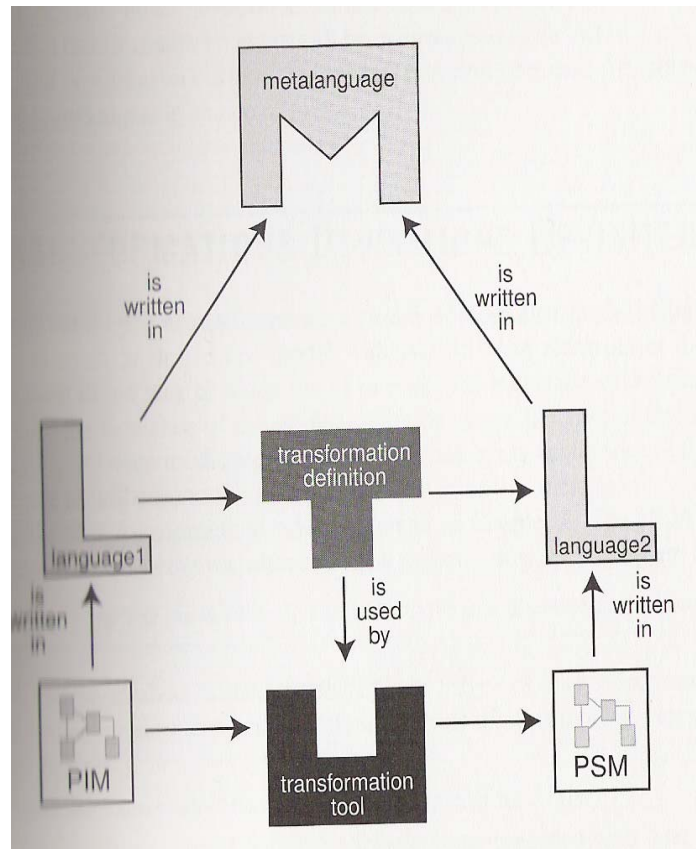 metalanguage
is
written
in
is
written
in
transformation
definition
language1
language2
is
written
in
is
used
by
is
written
in
PIM
transformation
tool
PSM